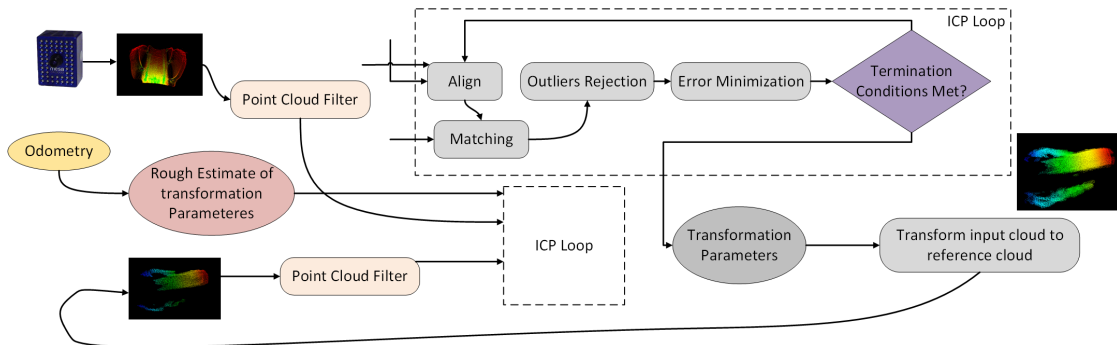 ICP Loop
Align
Outliers Rejection
Error Minimization
Termination
Conditions Met?
Point Cloud Filter
Matching
Odometry
Rough Estimate of
transformation
Parameteres
ICP Loop
Transformation
Parameters
Transform input cloud to
reference cloud
Point Cloud Filter